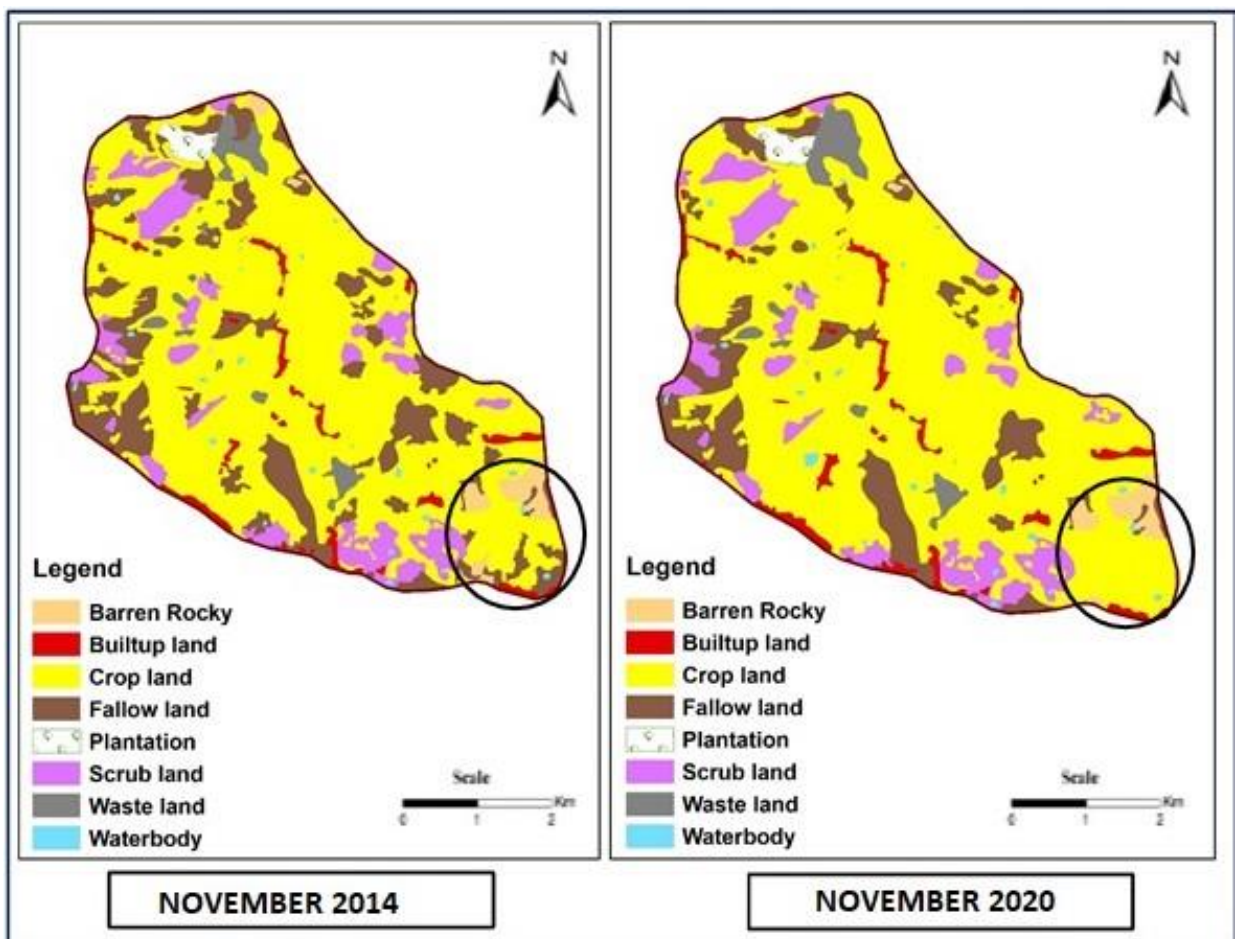 N
Legend
Barren Rocky
Builtup land
Crop land
Fallow land
Plantation
Scrub land
Waste land
Waterbody
Scale
Km
0 1 2
NOVEMBER 2014
N
Legend
Barren Rocky
Builtup land
Crop land
Fallow land
Plantation
Scrub land
Waste land
Waterbody
Scale
Km
0 1 2
NOVEMBER 2020